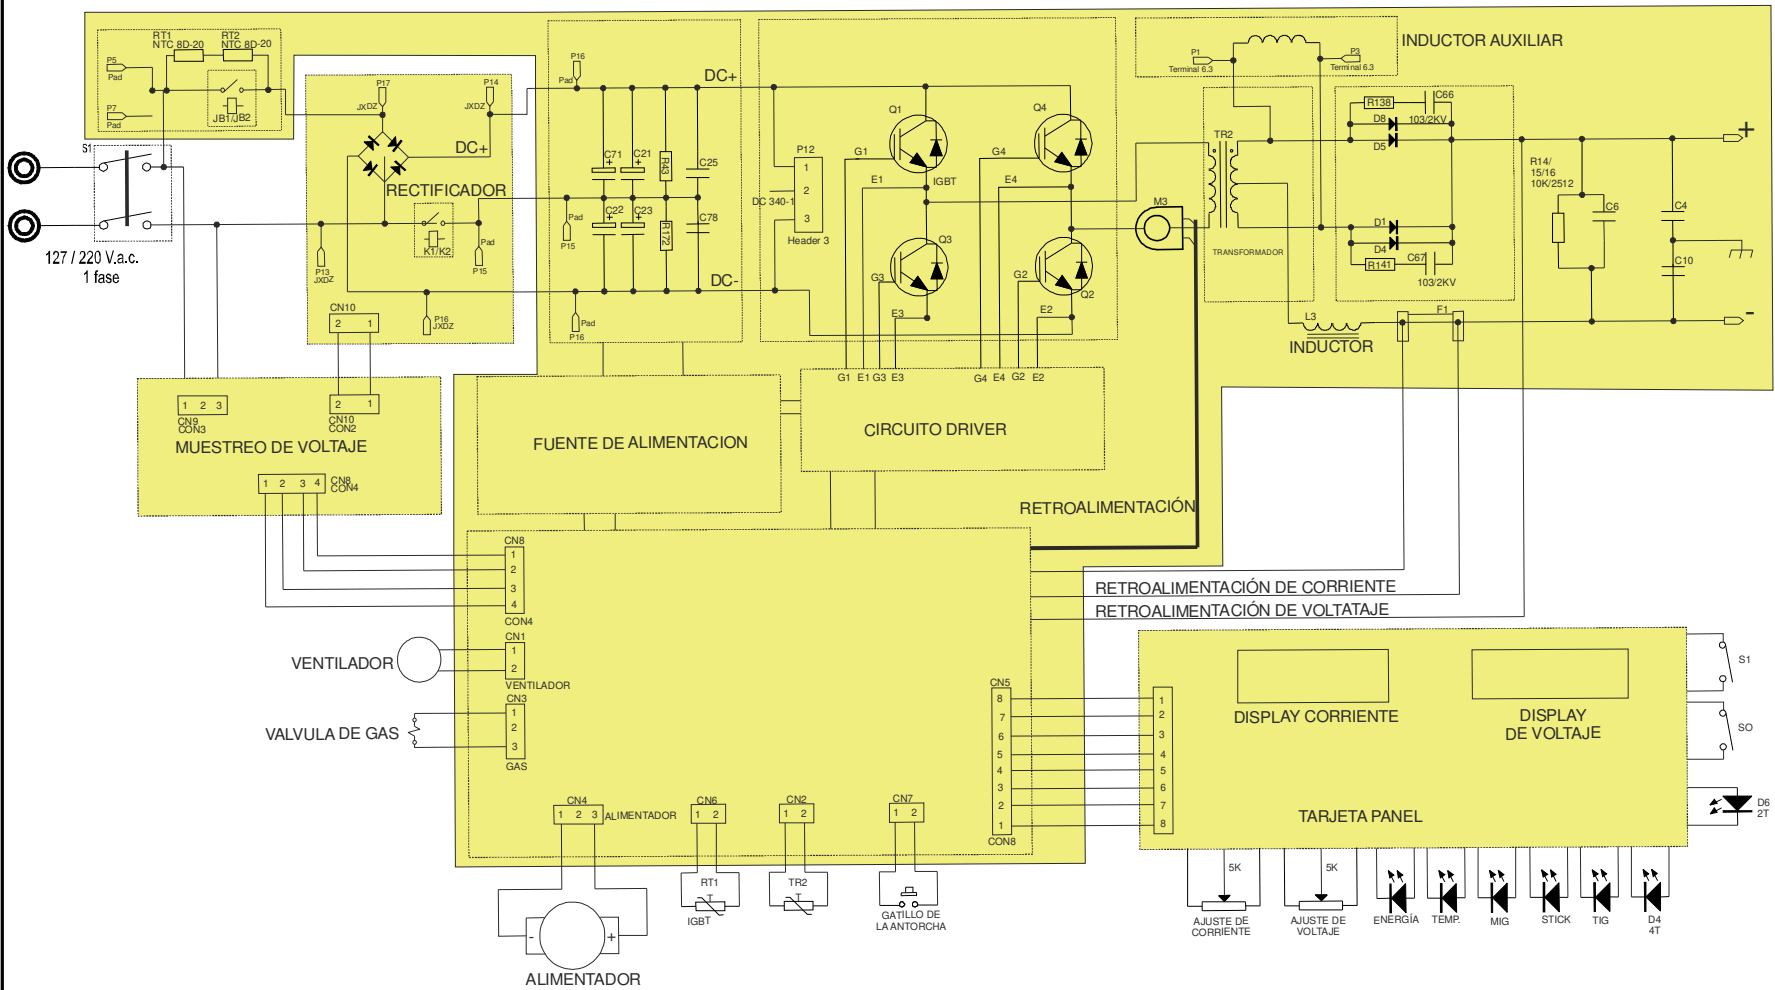 RT1
NTC 8D-20
RT2
NTC 8D-20
P5
Pad
P7
Pad
JB1/JB2
S1
127 / 220 V.a.c.
1 fase
P17
JXDZ
P14
JXDZ
DC+
RECTIFICADOR
K1/K2
Pad
P15
P13
JXDZ
P16
JXDZ
CN10
2 1
P16
Pad
DC+
C71
C21
R43
C25
C22
C23
R172
C78
Pad
P15
DC-
Pad
P16
P12
1
2
3
DC 340-1
Header 3
Q1
G1
E1
IGBT
Q4
G4
E4
Q3
G3
E3
Q2
G2
E2
G1 E1 G3 E3
G4 E4 G2 E2
M3
P1
Terminal 6.3
P3
Terminal 6.3
INDUCTOR AUXILIAR
TR2
TRANSFORMADOR
R138
C66
103/2KV
D8
D5
D1
D4
R141
C67
103/2KV
R14/
15/16
10K/2512
C6
C4
C10
+
-
L3
INDUCTOR
F1
1 2 3
CN9
CON3
2 1
CN10
CON2
MUESTREO DE VOLTAJE
1 2 3 4
CN8
CON4
FUENTE DE ALIMENTACION
CIRCUITO DRIVER
RETROALIMENTACIÓN
RETROALIMENTACIÓN DE CORRIENTE
RETROALIMENTACIÓN DE VOLTATAJE
CN8
1
2
3
4
CON4
CN1
1
2
VENTILADOR
VENTILADOR
CN3
1
2
3
GAS
VALVULA DE GAS
CN4
1 2 3
ALIMENTADOR
- +
ALIMENTADOR
CN6
1 2
RT1
T
IGBT
CN2
1 2
TR2
T
CN7
1 2
GATILLO DE
LA ANTORCHA
CN5
8
7
6
5
4
3
2
1
CON8
1
2
3
4
5
6
7
8
DISPLAY CORRIENTE
DISPLAY
DE VOLTAJE
TARJETA PANEL
S1
SO
D6
2T
5K
AJUSTE DE
CORRIENTE
5K
AJUSTE DE
VOLTAJE
ENERGÍA
TEMP.
MIG
STICK
TIG
D4
4T